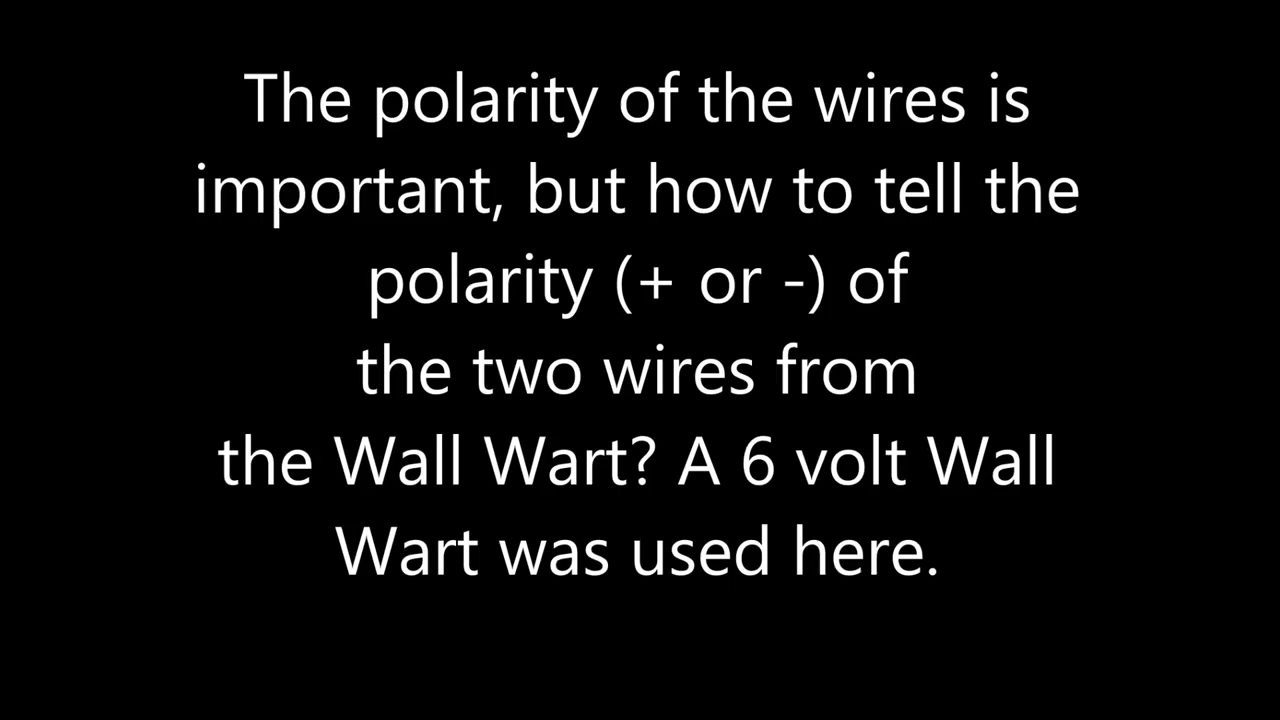 The polarity of the wires is
important, but how to tell the
polarity (+ or -) of
the two wires from
the Wall Wart? A 6 volt Wall
Wart was used here.